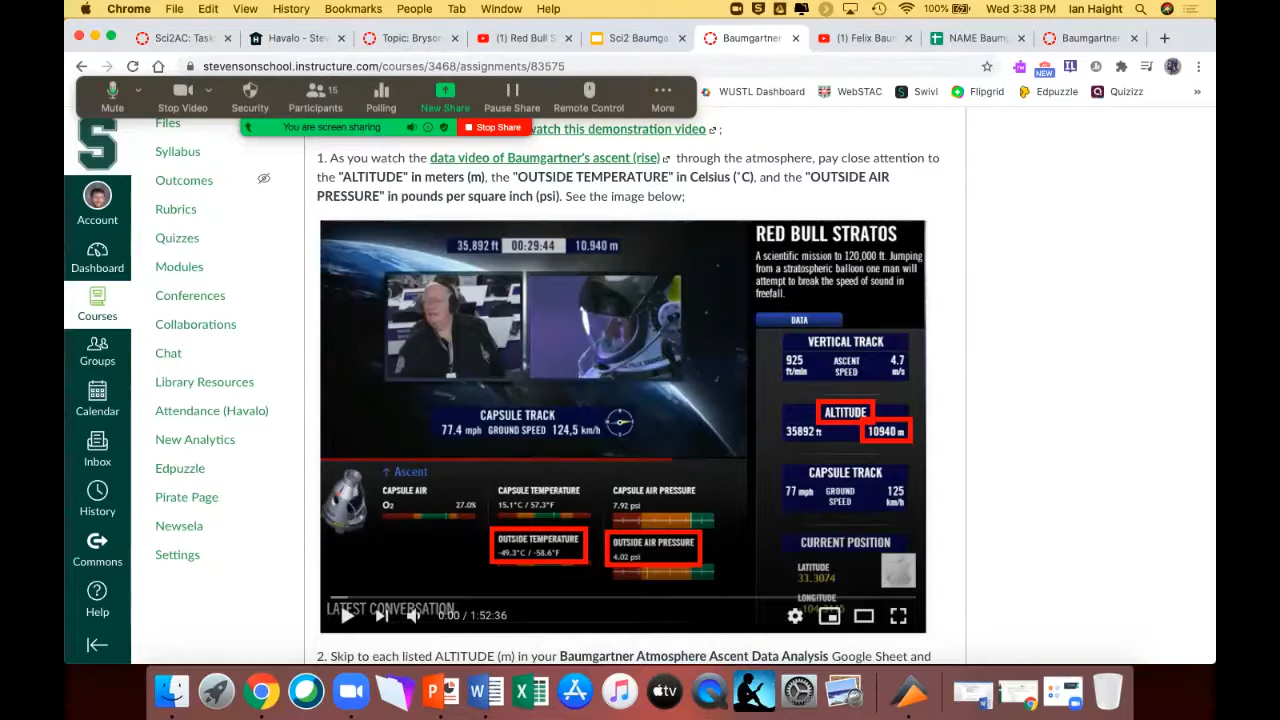 Chrome File Edit View History Bookmarks People Tab Window Help 100% Wed 3:38 PM Ian Haight
Sci2AC: Task Havalo - Stev Topic: Bryson (1) Red Bull S Sci2 Baumga Baumgartner (1) Felix Bau NAME Baumg Baumgartner
stevensonschool.instructure.com/courses/3468/assignments/83575
NEW
Mute Stop Video Security Participants 15 Polling New Share Pause Share Remote Control More
WUSTL Dashboard WebSTAC Swivl Flipgrid Edpuzzle Quizizz »
You are screen sharing Stop Share
Account
Dashboard
Courses
Groups
Calendar
Inbox
History
Commons
Help
Files
Syllabus
Outcomes
Rubrics
Quizzes
Modules
Conferences
Collaborations
Chat
Library Resources
Attendance (Havalo)
New Analytics
Edpuzzle
Pirate Page
Newsela
Settings
watch this demonstration video ;
1. As you watch the data video of Baumgartner's ascent (rise) through the atmosphere, pay close attention to
the "ALTITUDE" in meters (m), the "OUTSIDE TEMPERATURE" in Celsius (°C), and the "OUTSIDE AIR
PRESSURE" in pounds per square inch (psi). See the image below;
35,892 ft 00:29:44 10.940 m
CAPSULE TRACK
77.4 mph GROUND SPEED 124,5 km/h
Ascent
CAPSULE AIR
O2 27.0%
CAPSULE TEMPERATURE
15.1°C / 57.3°F
CAPSULE AIR PRESSURE
7.92 psi
OUTSIDE TEMPERATURE
-49.3°C / -58.6°F
OUTSIDE AIR PRESSURE
4.02 psi
LATEST CONVERSATION
0:00 / 1:52:36
RED BULL STRATOS
A scientific mission to 120,000 ft. Jumping
from a stratospheric balloon one man will
attempt to break the speed of sound in
freefall.
DATA
VERTICAL TRACK
925 ft/min ASCENT SPEED 4.7 m/s
ALTITUDE
35892 ft 10940 m
CAPSULE TRACK
77 mph GROUND SPEED 125 km/h
CURRENT POSITION
LATITUDE
33.3074
LONGITUDE
2. Skip to each listed ALTITUDE (m) in your Baumgartner Atmosphere Ascent Data Analysis Google Sheet and